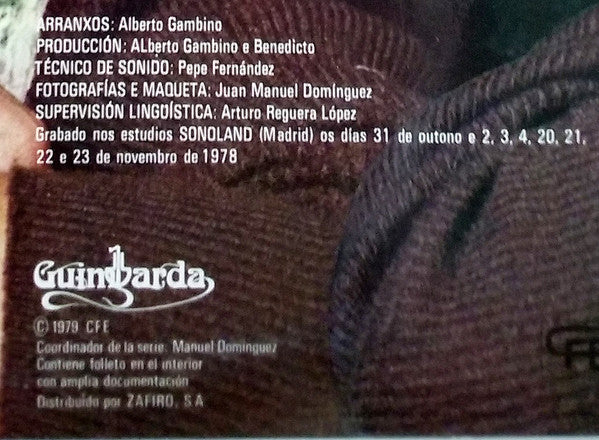 ARRANXOS: Alberto Gambino
PRODUCCIÓN: ALberto Gambino e Benedicto
TÉCNICO DE SONIDO: Pepe Fernández
FOTOGRAFÍAS E MAQUETA: Juan Manuel Domínguez
SUPERVISIÓN LINGÜÍSTICA: Arturo Reguera López
Grabado nos estudios SONOLAND (Madrid) os días 31 de outono e 2, 3, 4, 20, 21,
22 e 23 de novembro de 1978
Guimbarda
© 1979 CFE
Coordinador de la serie: Manuel Domínguez
Contiene folleto en el interior
con amplia documentación
Distribuido por ZAFIRO, S.A